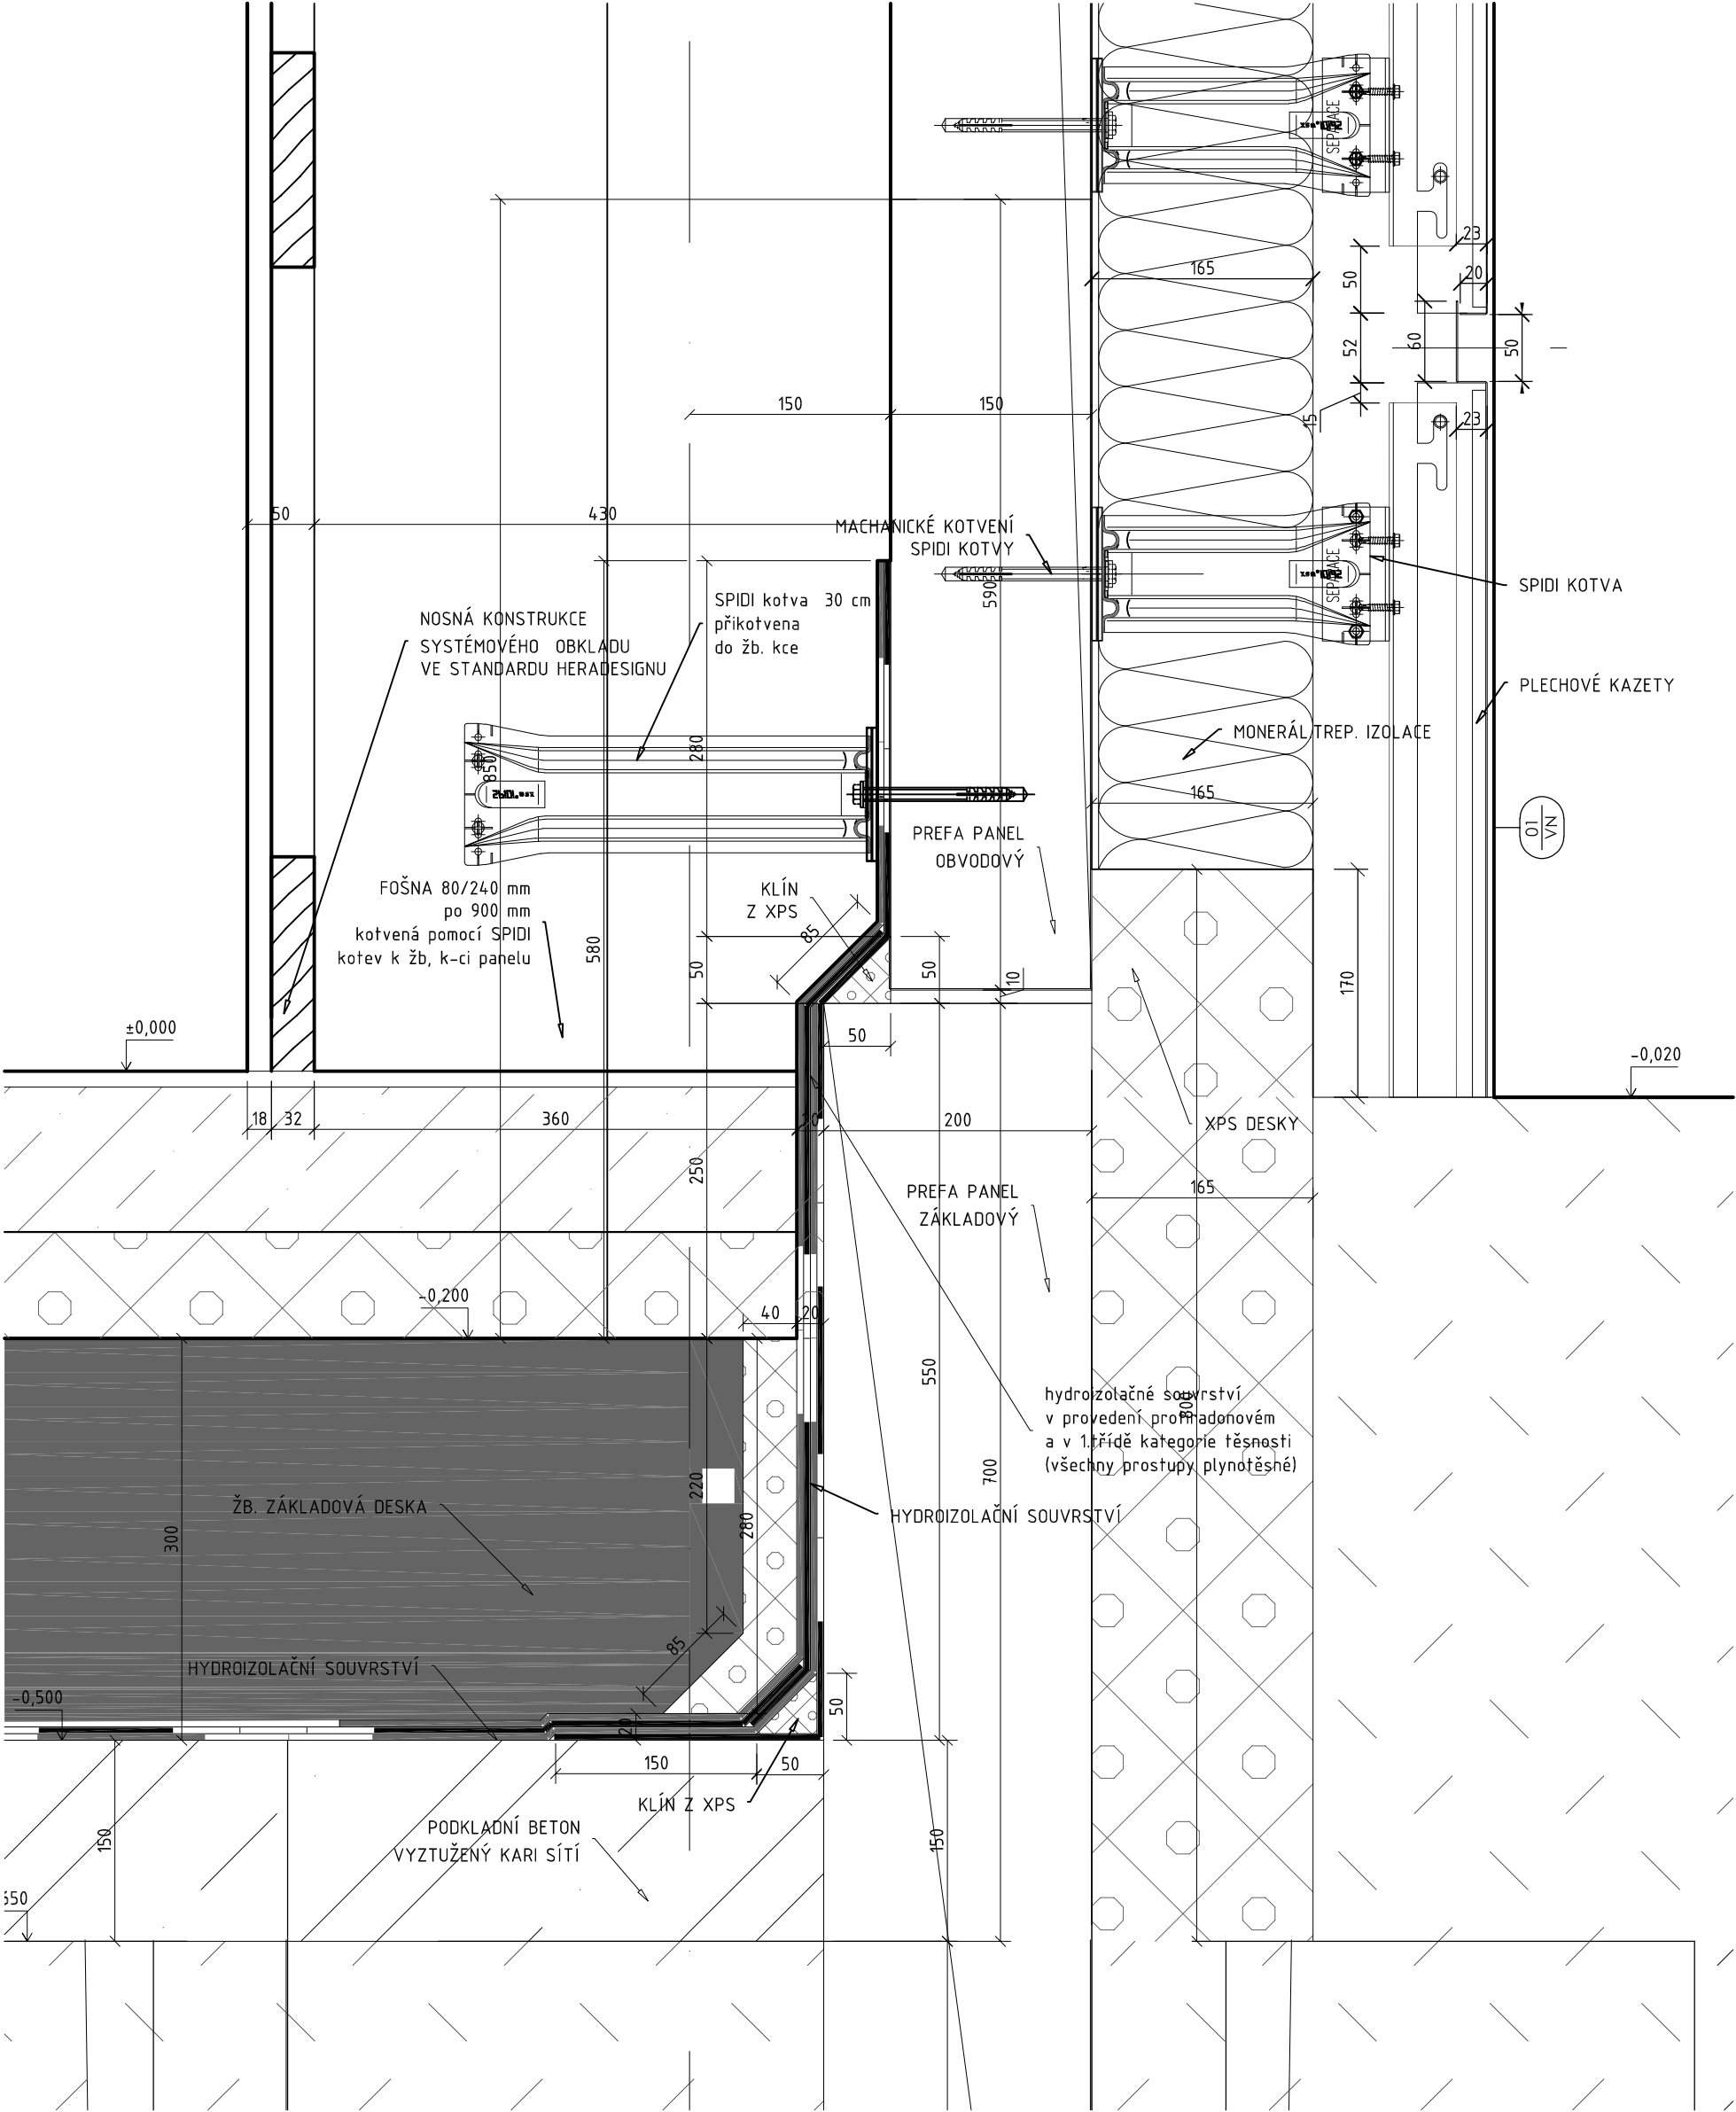 SEPARACE
23
165
50
20
60
52
50
150
150
15
23
50
430
MACHANICKÉ KOTVENÍ
SPIDI KOTVY
590
SEPARACE
SPIDI KOTVA
SPIDI kotva 30 cm
přikotvena
do žb. kce
NOSNÁ KONSTRUKCE
SYSTÉMOVÉHO OBKLADU
VE STANDARDU HERADESIGNU
PLECHOVÉ KAZETY
MONERÁL/TREP. IZOLACE
280
850
165
01
VN
PREFA PANEL
OBVODOVÝ
KLÍN
Z XPS
FOŠNA 80/240 mm
po 900 mm
kotvená pomocí SPIDI
kotev k žb, k-ci panelu
85
580
50
50
10
170
±0,000
50
-0,020
18
32
360
20
200
XPS DESKY
250
165
PREFA PANEL
ZÁKLADOVÝ
-0,200
40
20
550
hydroizolačné souvrství
v provedení protiradonovém
a v 1.třídě kategorie těsnosti
(všechny prostupy plynotěsné)
800
700
220
280
300
ŽB. ZÁKLADOVÁ DESKA
HYDROIZOLAČNÍ SOUVRSTVÍ
85
HYDROIZOLAČNÍ SOUVRSTVÍ
-0,500
50
20
150
50
KLÍN Z XPS
PODKLADNÍ BETON
VYZTUŽENÝ KARI SÍTÍ
150
150
550